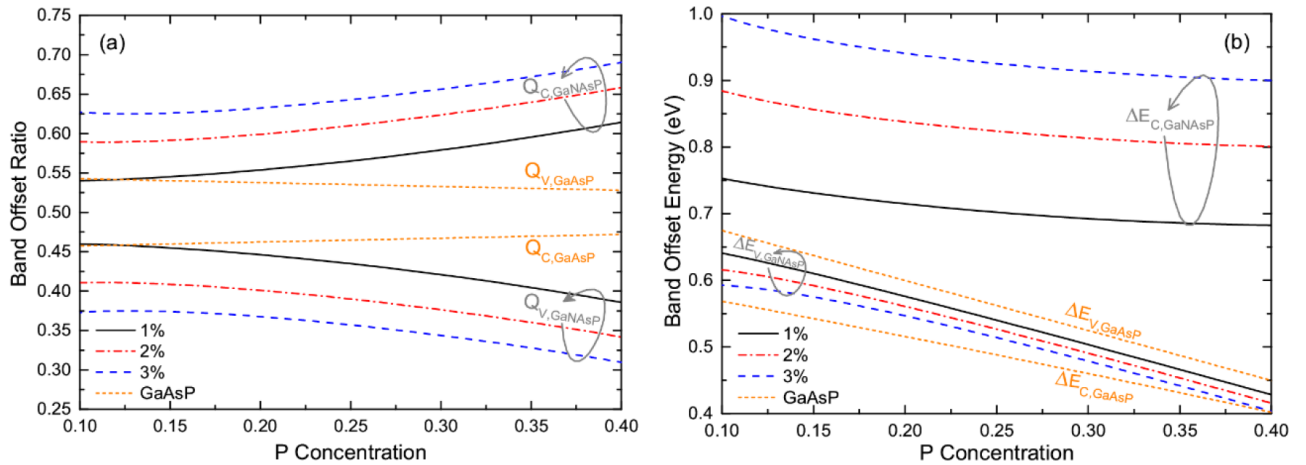 (a)
Band Offset Ratio
0.75
0.70
0.65
0.60
0.55
0.50
0.45
0.40
0.35
0.30
0.25
Q_C,GaNAsP
Q_V,GaAsP
Q_C,GaAsP
Q_V,GaNAsP
1%
2%
3%
GaAsP
0.10 0.15 0.20 0.25 0.30 0.35 0.40
P Concentration
(b)
Band Offset Energy (eV)
1.0
0.9
0.8
0.7
0.6
0.5
0.4
ΔE_C,GaNAsP
ΔE_V,GaNAsP
ΔE_V,GaAsP
ΔE_C,GaAsP
1%
2%
3%
GaAsP
0.10 0.15 0.20 0.25 0.30 0.35 0.40
P Concentration